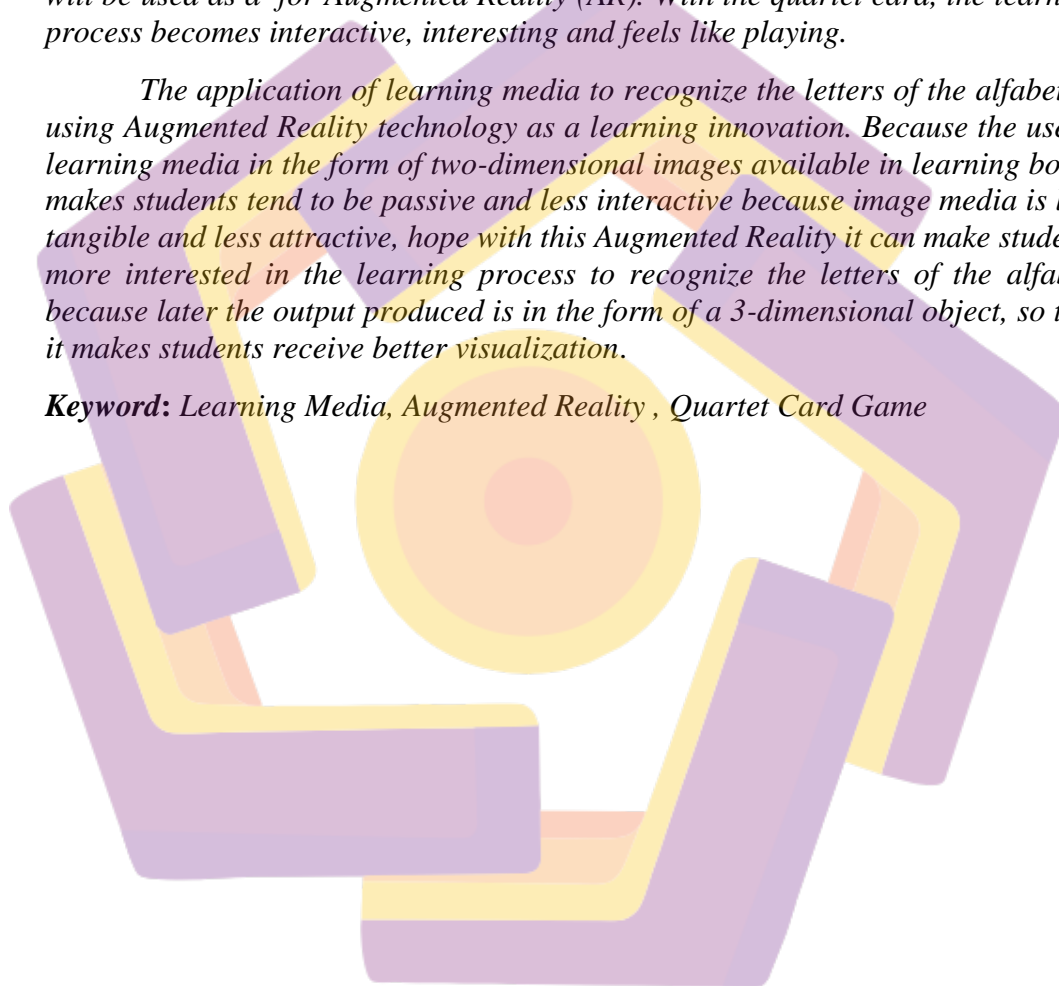 will be used as a for Augmented Reality (AR). With the quartet card, the learn
process becomes interactive, interesting and feels like playing.
The application of learning media to recognize the letters of the alfabe
using Augmented Reality technology as a learning innovation. Because the use
learning media in the form of two-dimensional images available in learning bo
makes students tend to be passive and less interactive because image media is
tangible and less attractive, hope with this Augmented Reality it can make stude
more interested in the learning process to recognize the letters of the alfa
because later the output produced is in the form of a 3-dimensional object, so
it makes students receive better visualization.
Keyword: Learning Media, Augmented Reality , Quartet Card Game